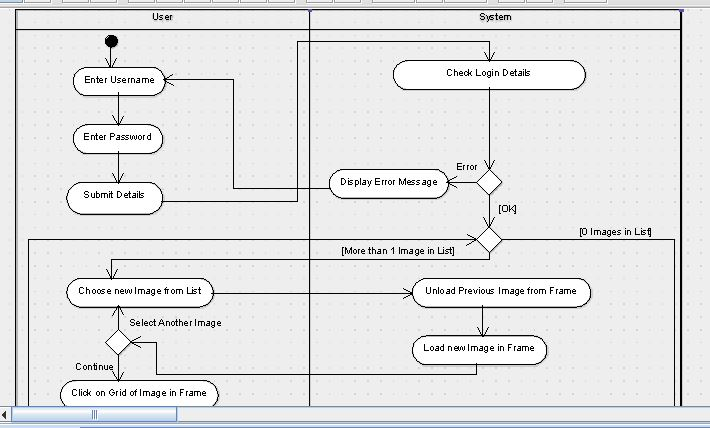 User
System
Enter Username
Check Login Details
Enter Password
Error
Display Error Message
Submit Details
[OK]
[0 Images in List]
[More than 1 Image in List]
Choose new Image from List
Unload Previous Image from Frame
Select Another Image
Load new Image in Frame
Continue
Click on Grid of Image in Frame